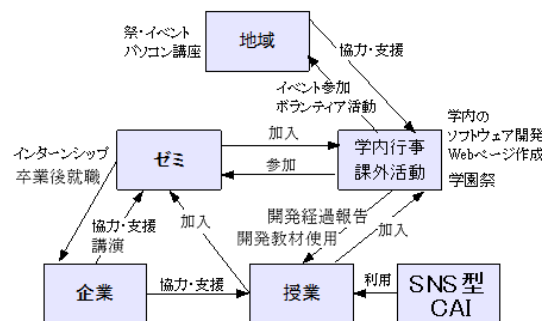 祭・イベント
パソコン講座
地域
協力・支援
イベント参加
ボランティア活動
学内の
ソフトウェア開発
Webページ作成
学園祭
加入
インターンシップ
卒業後就職
ゼミ
参加
学内行事
課外活動
協力・支援
講演
加入
開発経過報告
開発教材使用
加入
企業
協力・支援
授業
利用
SNS型
CAI